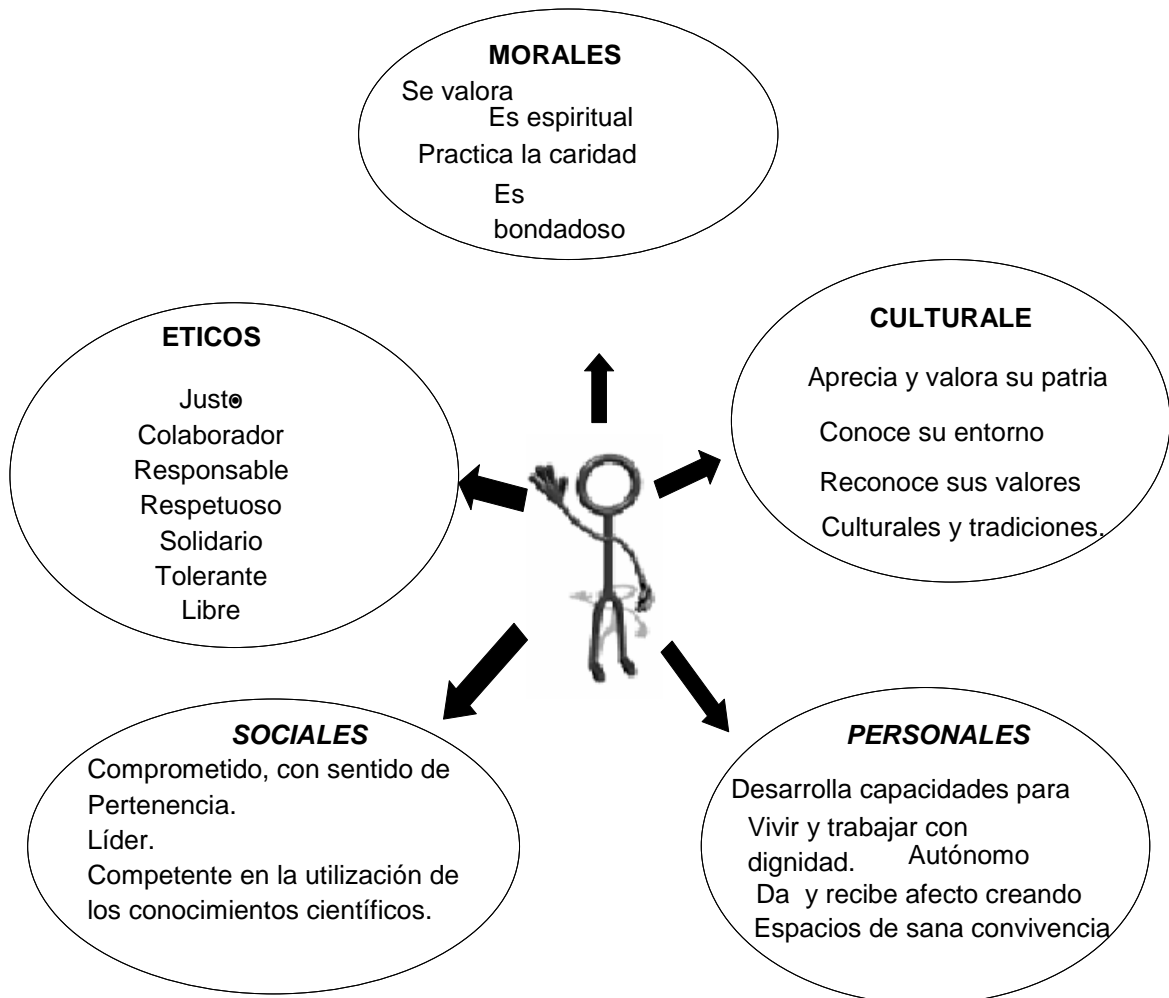 MORALES
Se valora
Es espiritual
Practica la caridad
Es
bondadoso
ETICOS
Justo
Colaborador
Responsable
Respetuoso
Solidario
Tolerante
Libre
CULTURALE
Aprecia y valora su patria
Conoce su entorno
Reconoce sus valores
Culturales y tradiciones.
SOCIALES
Comprometido, con sentido de
Pertenencia.
Líder.
Competente en la utilización de
los conocimientos científicos.
PERSONALES
Desarrolla capacidades para
Vivir y trabajar con
dignidad. Autónomo
Da y recibe afecto creando
Espacios de sana convivencia